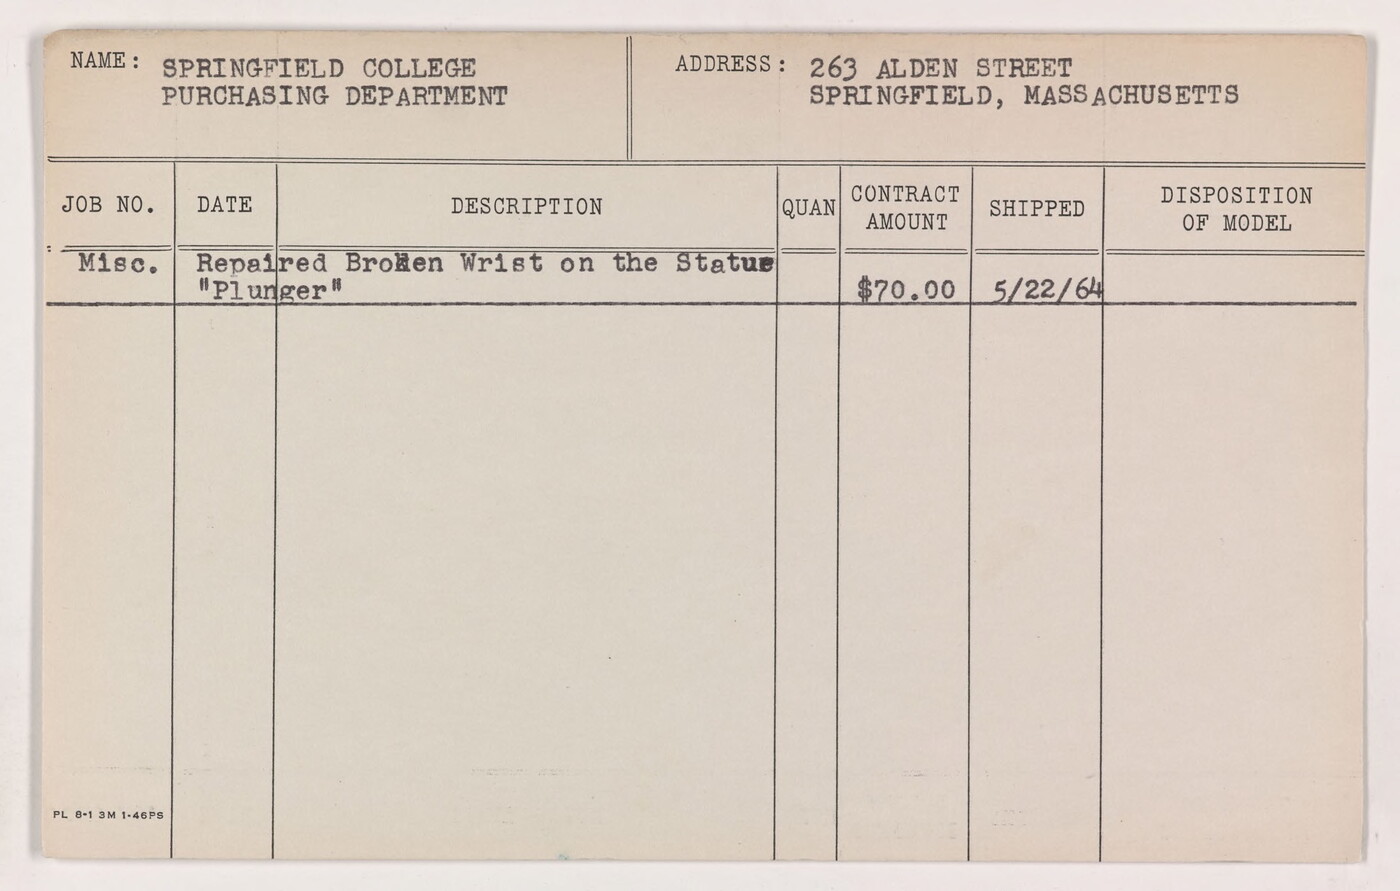 NAME: SPRINGFIELD COLLEGE
PURCHASING DEPARTMENT
ADDRESS: 263 ALDEN STREET
SPRINGFIELD, MASSACHUSETTS
JOB NO. DATE DESCRIPTION QUAN CONTRACT AMOUNT SHIPPED DISPOSITION OF MODEL
Misc. Repaired Broken Wrist on the Statue
"Plunger" $70.00 5/22/64
PL 8-1 3M 1-46PS